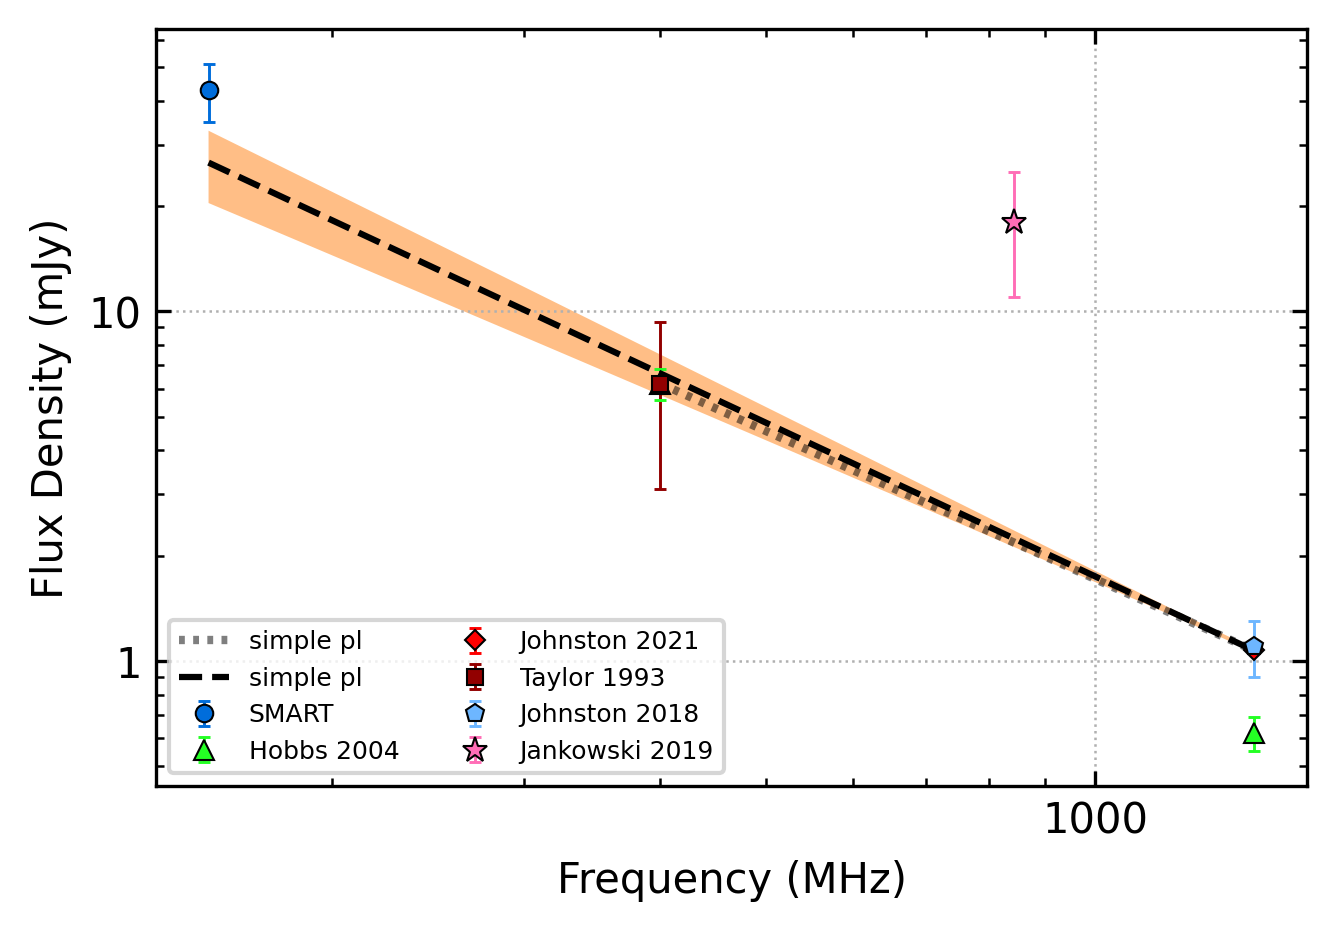 Flux Density (mJy)
10
1
simple pl
simple pl
SMART
Hobbs 2004
Johnston 2021
Taylor 1993
Johnston 2018
Jankowski 2019
1000
Frequency (MHz)